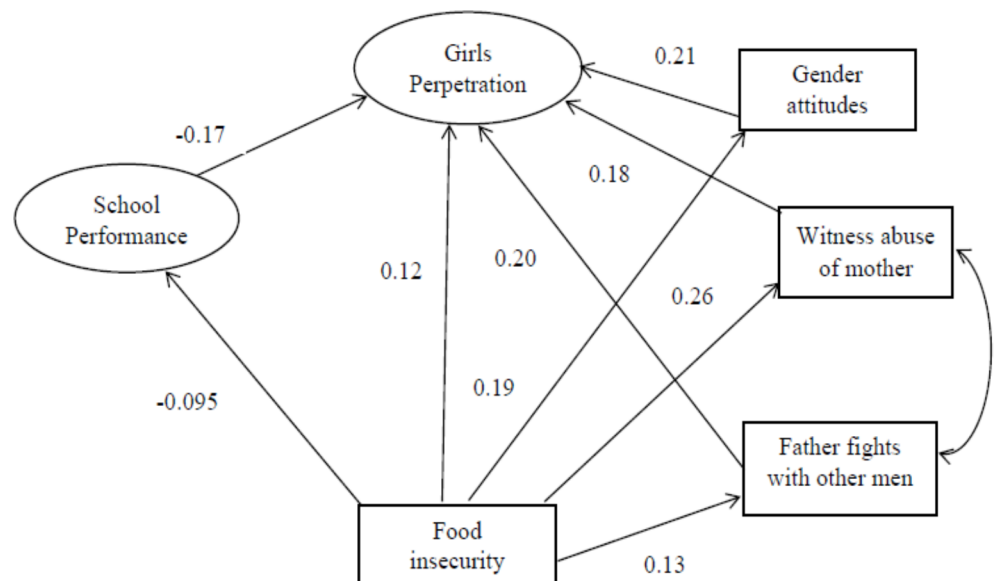 Girls
Perpetration
0.21
Gender
attitudes
-0.17
0.18
School
Performance
Witness abuse
of mother
0.12
0.20
0.26
0.19
-0.095
Father fights
with other men
Food
insecurity
0.13